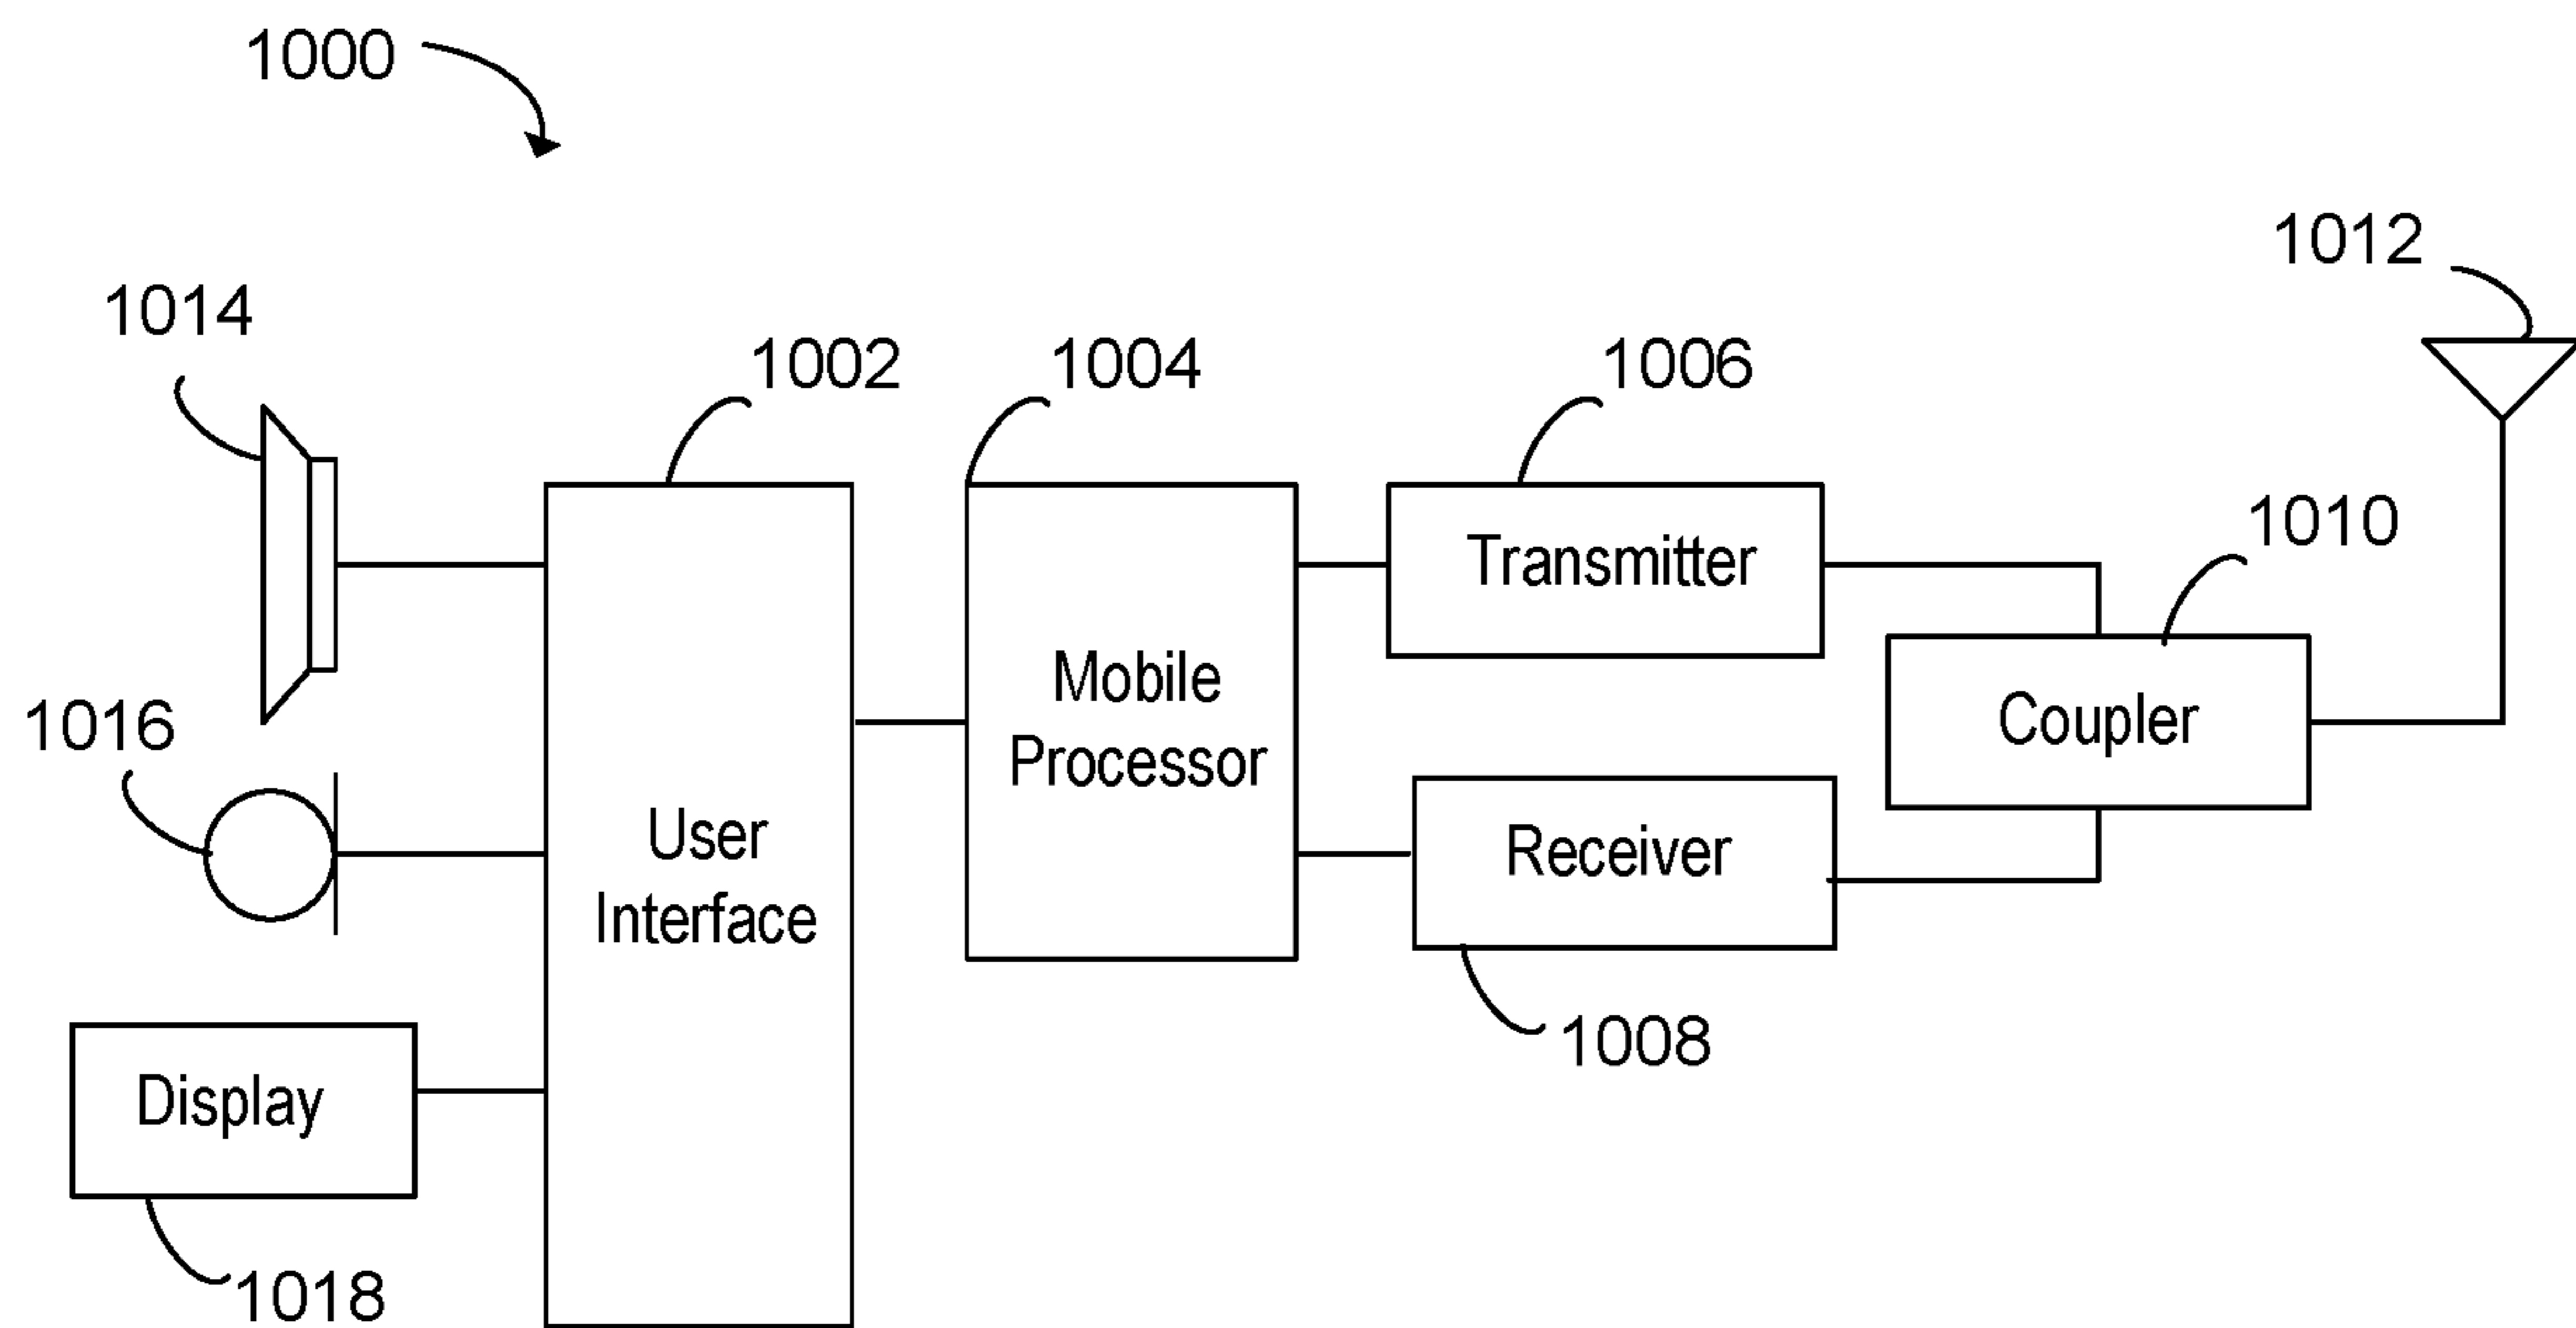 1000
1012
1014
1002
1004
1006
1010
Transmitter
Mobile
Processor
Coupler
1016
User
Interface
Receiver
1008
Display
1018